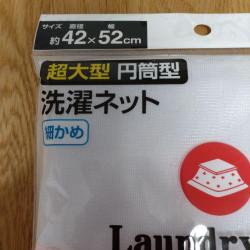 サイズ 直径 幅
約42×52cm
超大型 円筒型
洗濯ネット
細かめ
Laundry